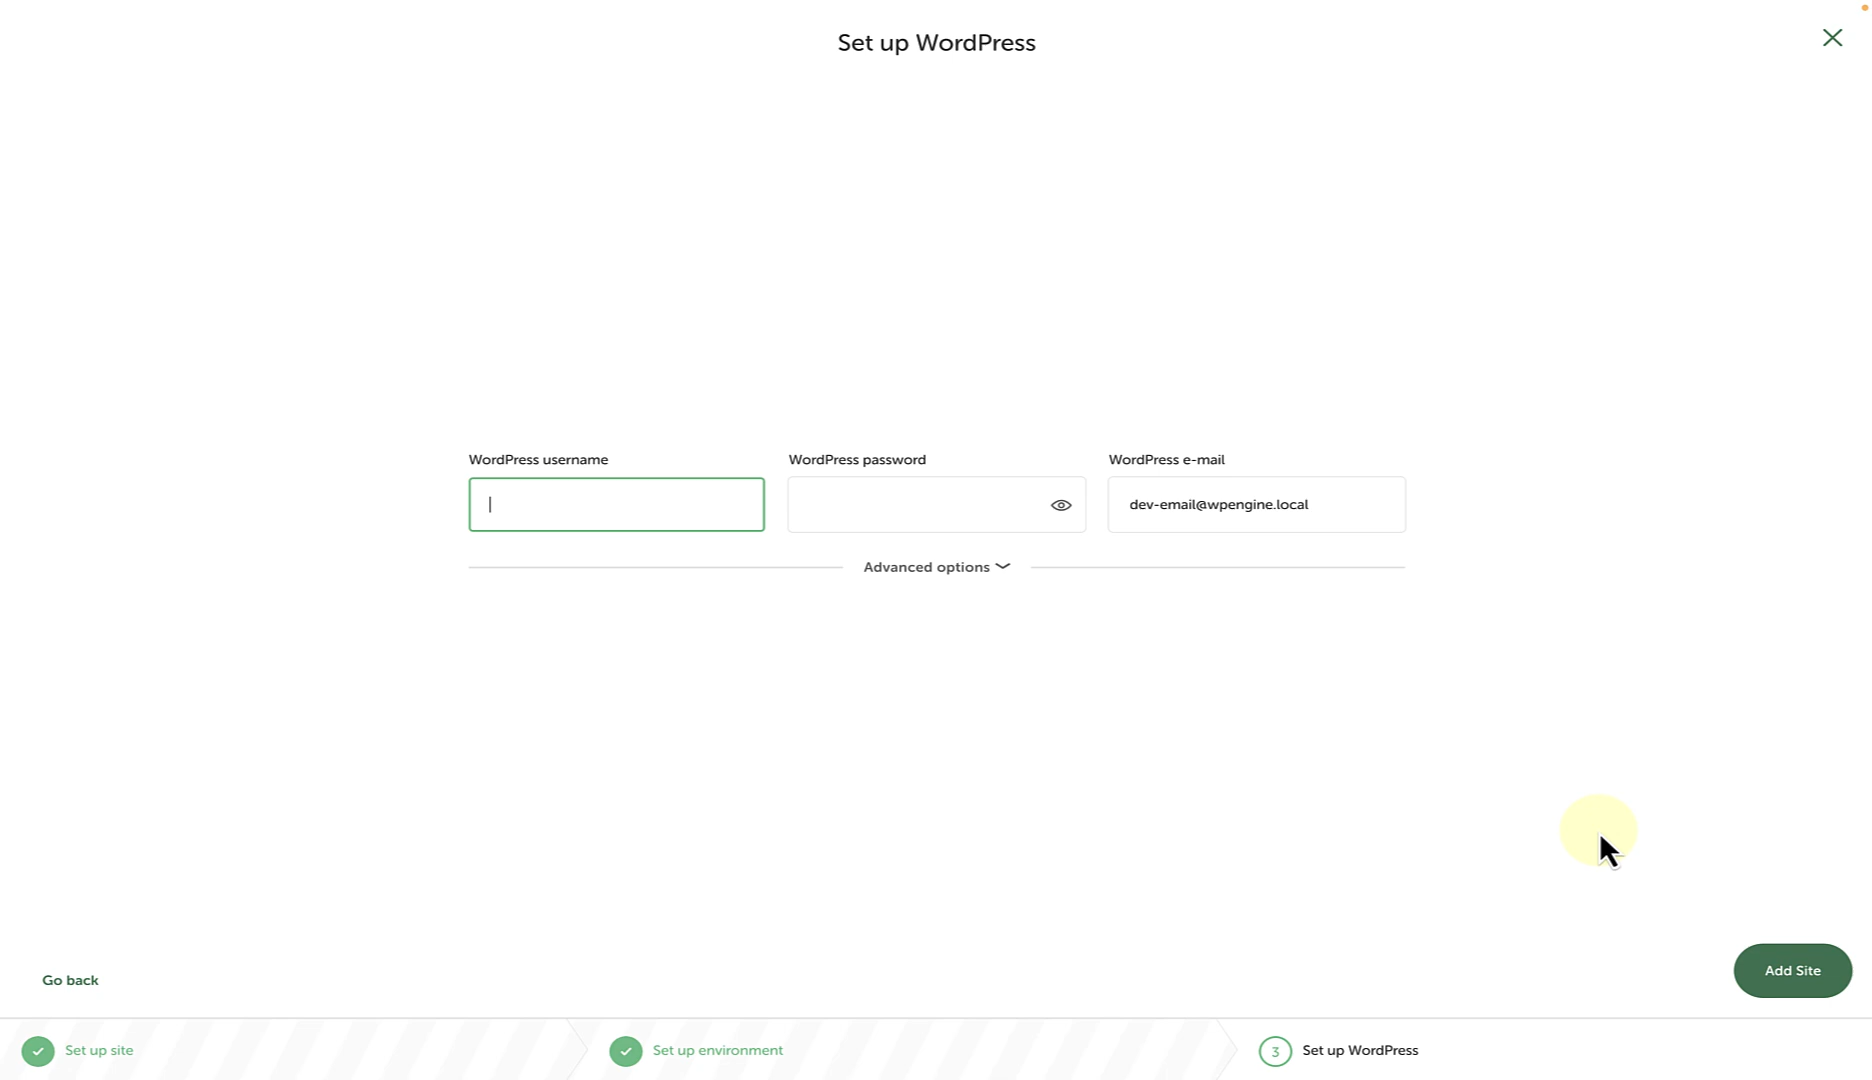 Set up WordPress
WordPress username
WordPress password
WordPress e-mail
dev-email@wpengine.local
Advanced options
Go back
Add Site
Set up site
Set up environment
3
Set up WordPress